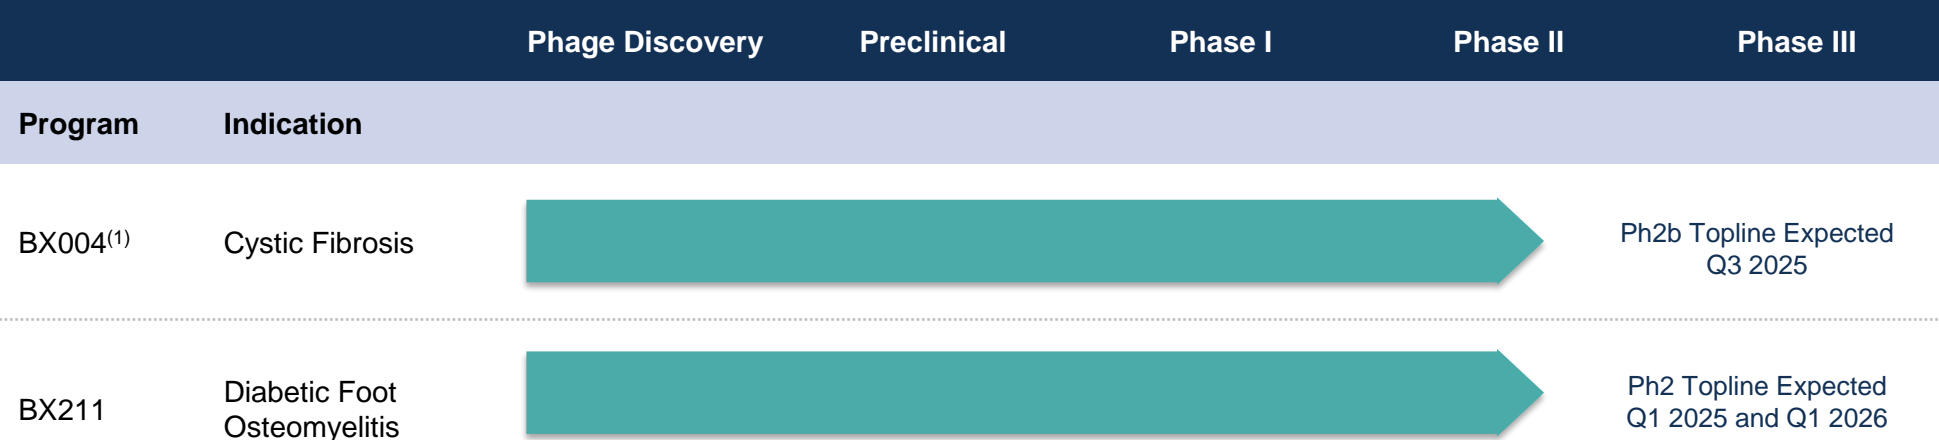 Phage Discovery Preclinical Phase I Phase II Phase III
Program Indication
BX004(1) Cystic Fibrosis
Ph2b Topline Expected
Q3 2025
BX211
Diabetic Foot
Osteomyelitis
Ph2 Topline Expected
Q1 2025 and Q1 2026